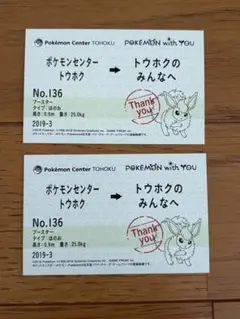 Pokémon Center TOHOKU
POKÉMON with YOU
ポケモンセンター
トウホク
トウホクの
みんなへ
No.136
ブースター
タイプ：ほのお
高さ：0.9m 重さ：25.0kg
2019-3
Thank you
Pokémon Center TOHOKU
POKÉMON with YOU
ポケモンセンター
トウホク
トウホクの
みんなへ
No.136
ブースター
タイプ：ほのお
高さ：0.9m 重さ：25.0kg
2019-3
Thank you